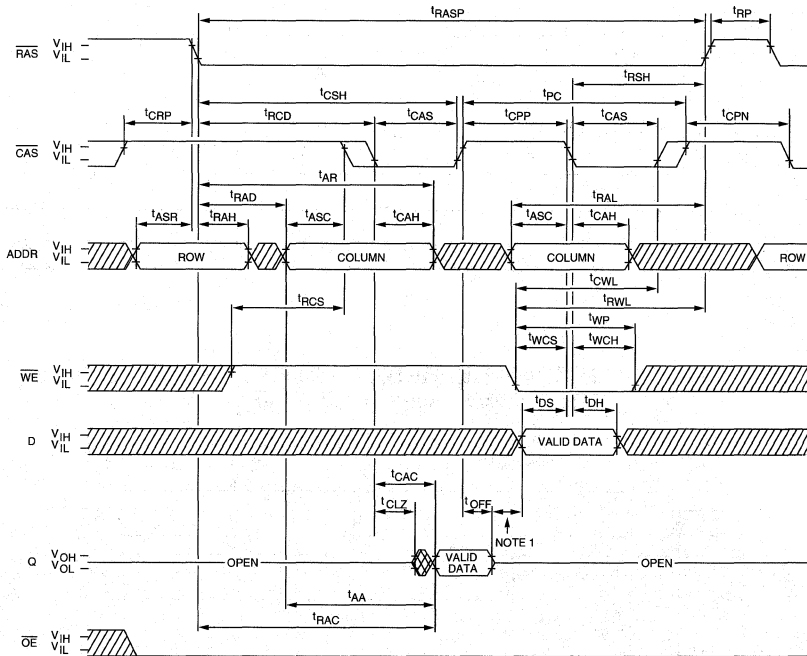 tRASP
tRP
RAS
VIH
VIL
tRSH
tCSH
tPC
tCRP
tRCD
tCAS
tCPP
tCAS
tCPN
CAS
VIH
VIL
tAR
tRAD
tRAL
tASR
tRAH
tASC
tCAH
tASC
tCAH
ADDR
VIH
VIL
ROW
COLUMN
COLUMN
ROW
tCWL
tRCS
tRWL
tWP
tWCS
tWCH
WE
VIH
VIL
tDS
tDH
D
VIH
VIL
VALID DATA
tCAC
tCLZ
tOFF
NOTE 1
Q
VOH
VOL
OPEN
VALID
DATA
OPEN
tAA
tRAC
OE
VIH
VIL